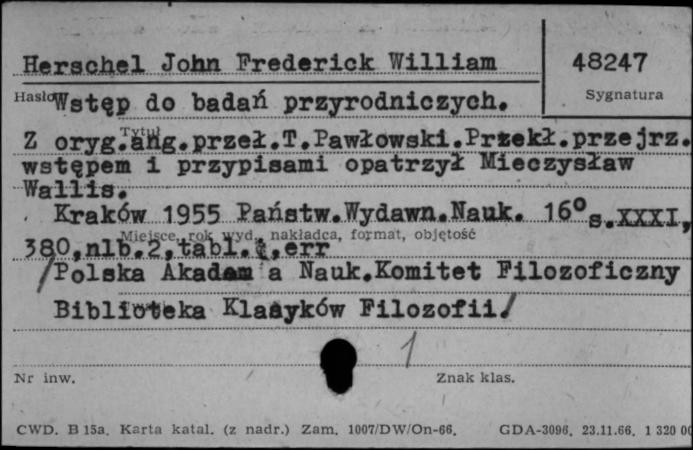 Herschel John Frederick William
48247
Hasło
Sygnatura
Wstęp do badań przyrodniczych.
Tytuł
Z oryg.ang.przeł.T.Pawłowski.Przekł.przejrz.
wstępem i przypisami opatrzył Mieczysław
Wallis.
Kraków 1955 Państw.Wydawn.Nauk. 16° s.XXXI,
Miejsce, rok wyd., nakładca, format, objętość
380,nlb.2,tabl. ,err
/Polska Akadem a Nauk.Komitet Filozoficzny
Biblioteka Klasyków Filozofii/
1
Nr inw.
Znak klas.
CWD. B 15a. Karta katal. (z nadr.) Zam. 1007/DW/On-66. GDA-3096. 23.11.66. 1 320 00